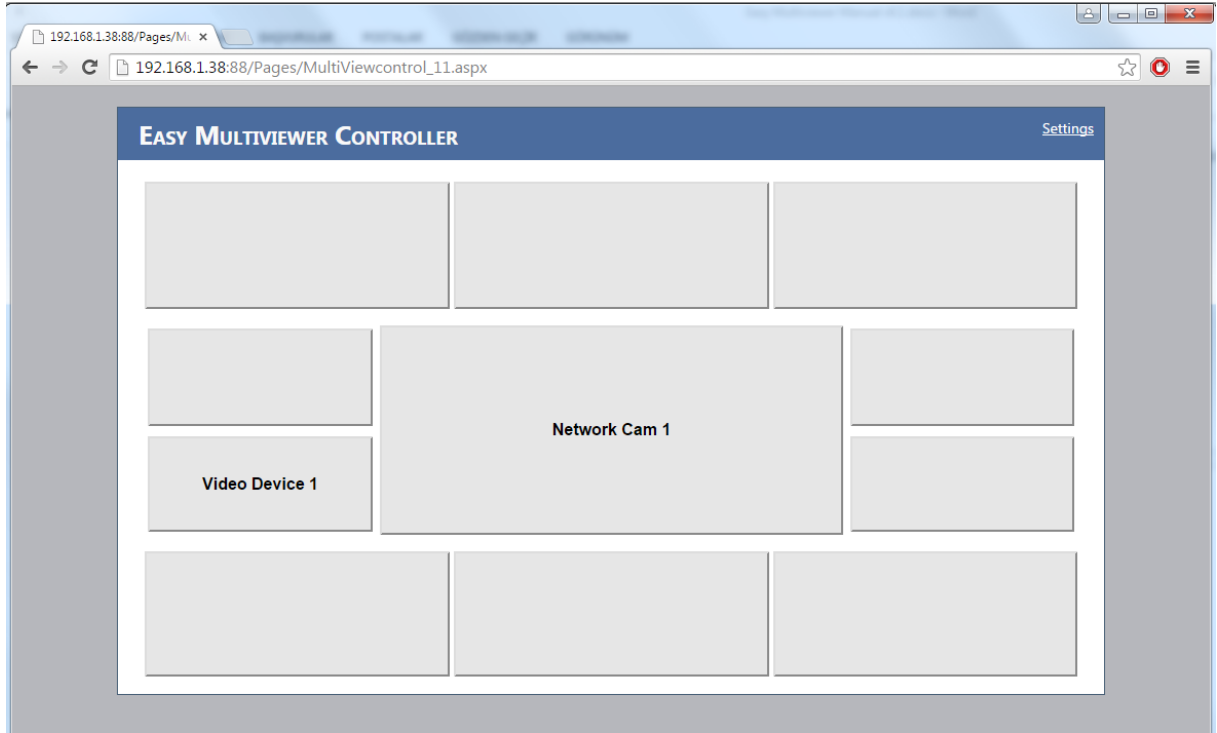 192.168.1.38:88/Pages/Mu
192.168.1.38:88/Pages/MultiViewcontrol_11.aspx
EASY MULTIVIEWER CONTROLLER
Settings
Network Cam 1
Video Device 1